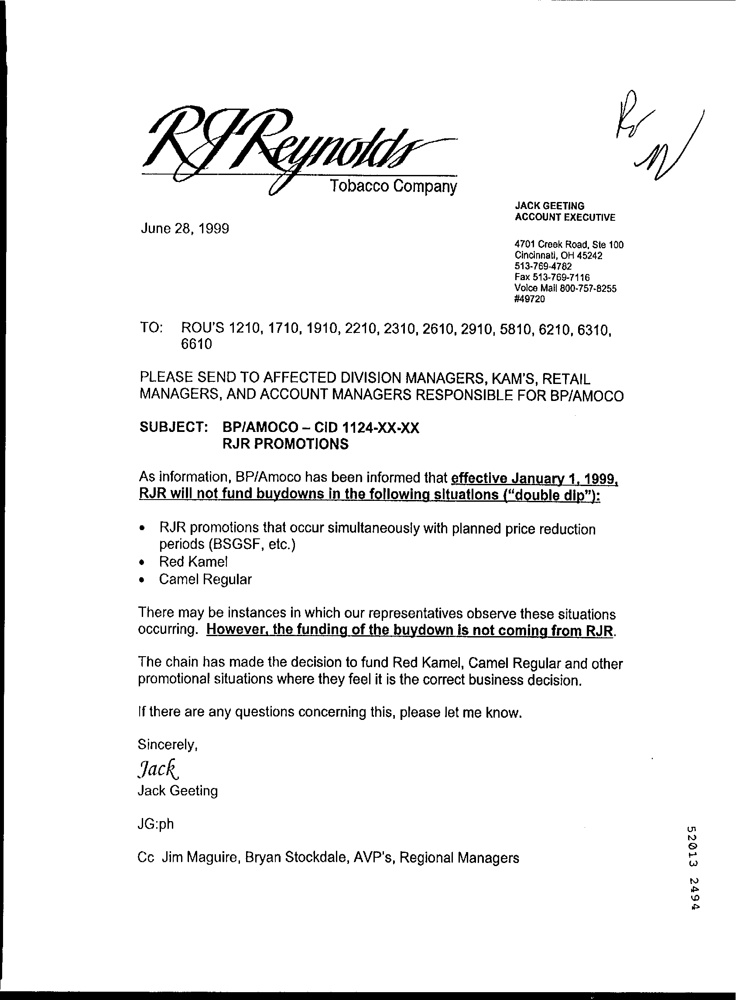 RJReynolds
Tobacco Company
JACK GEETING
ACCOUNT EXECUTIVE
June 28, 1999
4701 Creek Road, Ste 100
Cincinnati, OH 45242
513-769-4782
Fax 513-769-7116
Voice Mail 800-757-8255
#49720
TO: ROU'S 1210, 1710, 1910, 2210, 2310, 2610, 2910, 5810, 6210, 6310,
6610
PLEASE SEND TO AFFECTED DIVISION MANAGERS, KAM'S, RETAIL
MANAGERS, AND ACCOUNT MANAGERS RESPONSIBLE FOR BP/AMOCO
SUBJECT: BP/AMOCO – CID 1124-XX-XX
RJR PROMOTIONS
As information, BP/Amoco has been informed that effective January 1, 1999,
RJR will not fund buydowns in the following situations ("double dip"):
• RJR promotions that occur simultaneously with planned price reduction
periods (BSGSF, etc.)
• Red Kamel
• Camel Regular
There may be instances in which our representatives observe these situations
occurring. However, the funding of the buydown is not coming from RJR.
The chain has made the decision to fund Red Kamel, Camel Regular and other
promotional situations where they feel it is the correct business decision.
If there are any questions concerning this, please let me know.
Sincerely,
Jack
Jack Geeting
JG:ph
Cc Jim Maguire, Bryan Stockdale, AVP's, Regional Managers
52013 2494